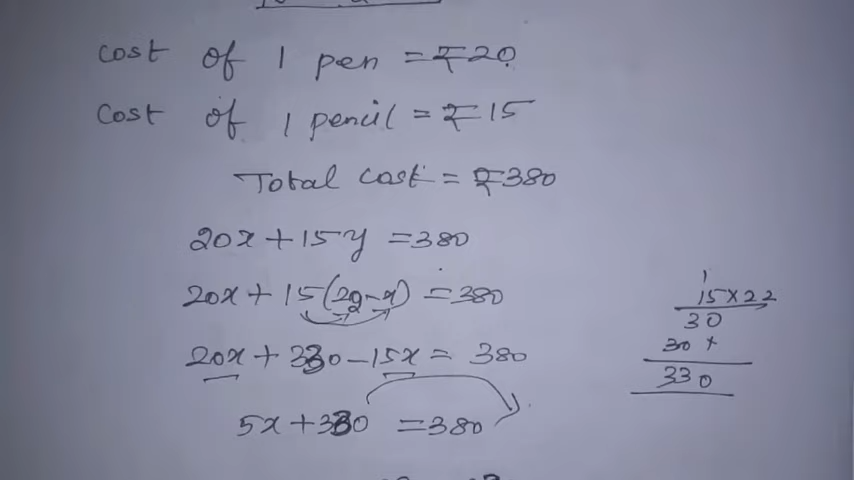 cost of 1 pen = ₹20
cost of 1 pencil = ₹15
Total cost = ₹380
20x + 15y = 380
20x + 15(22-x) = 380
20x + 330 - 15x = 380
5x + 330 = 380
15 x 22
30
30 +
330